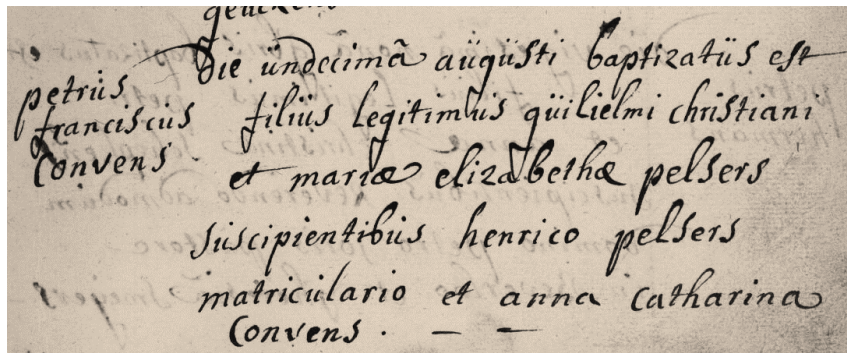 petrus
franciscus
Convens
Die undecimā augusti baptizatus est
filius legitimus guilielmi christiani
et mariæ elizabethæ pelsers
suscipientibus henrico pelsers
matriculario et anna catharina
Convens . — —